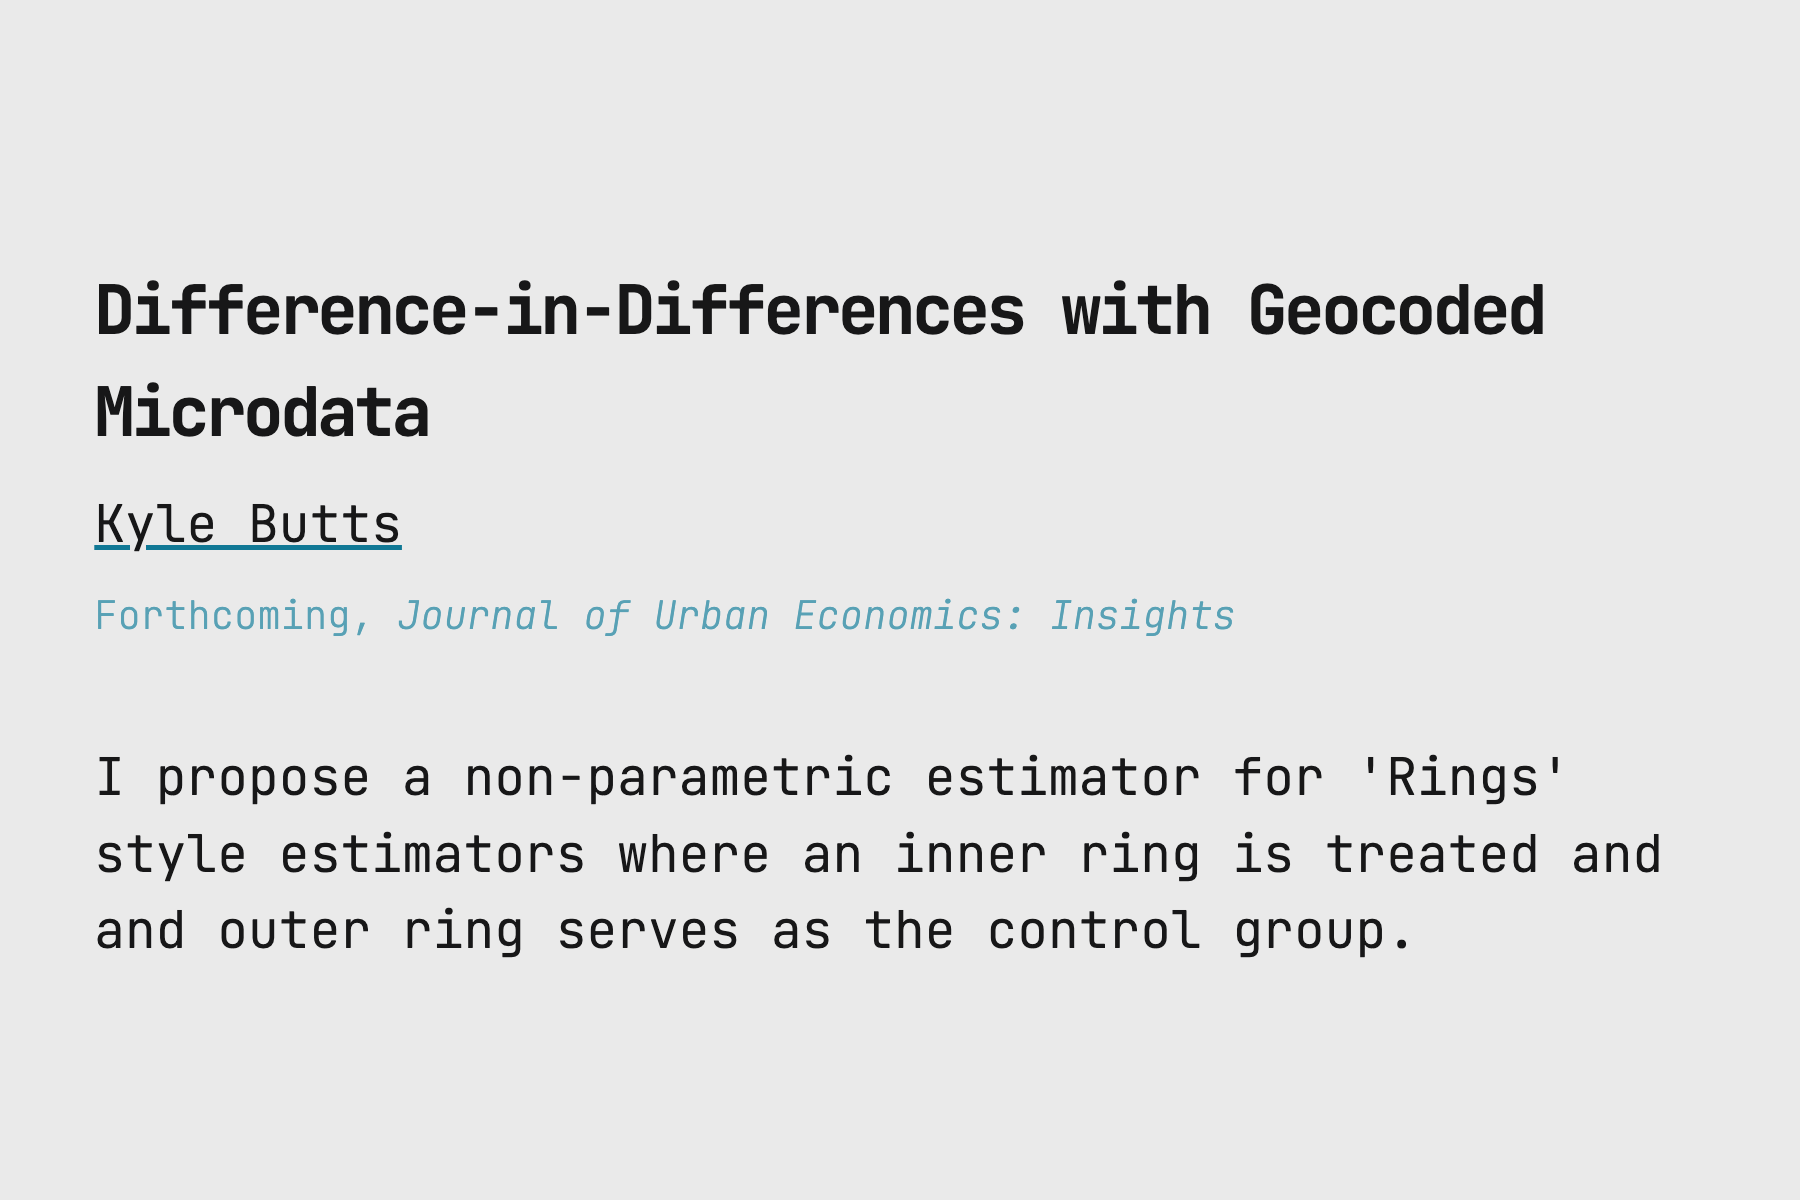 Difference-in-Differences with Geocoded
Microdata
Kyle Butts
Forthcoming, Journal of Urban Economics: Insights
I propose a non-parametric estimator for 'Rings'
style estimators where an inner ring is treated and
and outer ring serves as the control group.